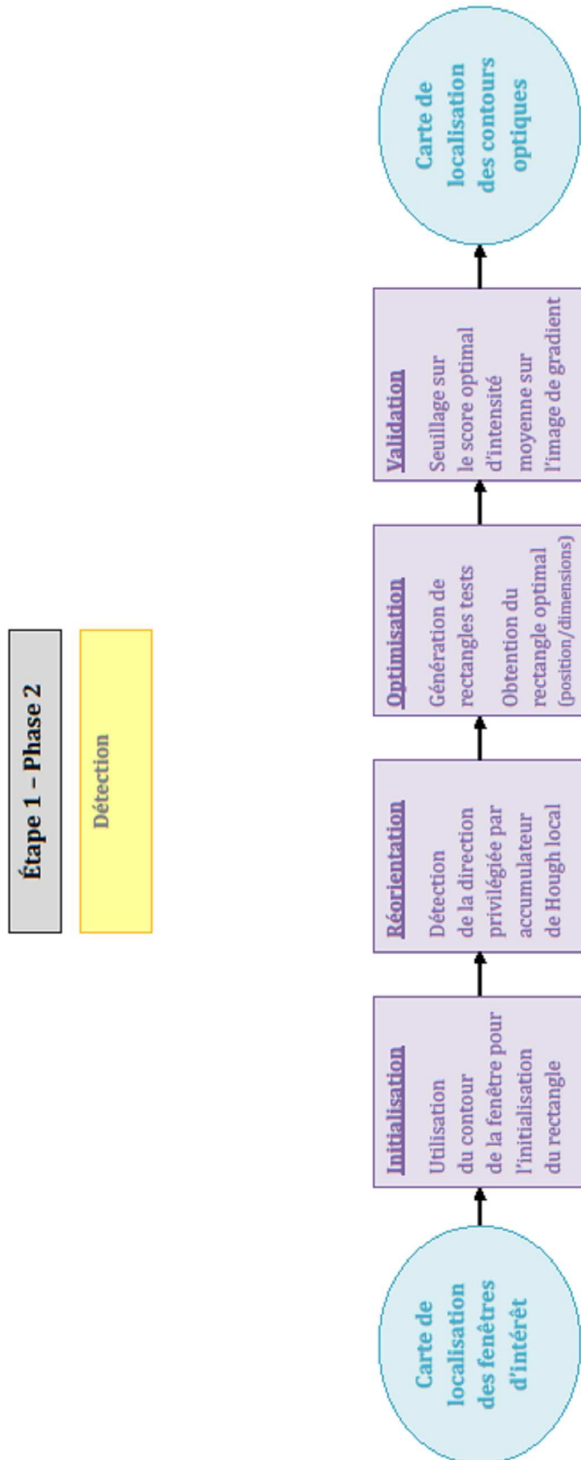 Étape 1 – Phase 2
Détection
Carte de
localisation
des fenêtres
d'intérêt
Initialisation
Utilisation
du contour
de la fenêtre pour
l'initialisation
du rectangle
Réorientation
Détection
de la direction
privilégiée par
accumulateur
de Hough local
Optimisation
Génération de
rectangles tests
Obtention du
rectangle optimal
(position/dimensions)
Validation
Seuillage sur
le score optimal
d'intensité
moyenne sur
l'image de gradient
Carte de
localisation
des contours
optiques